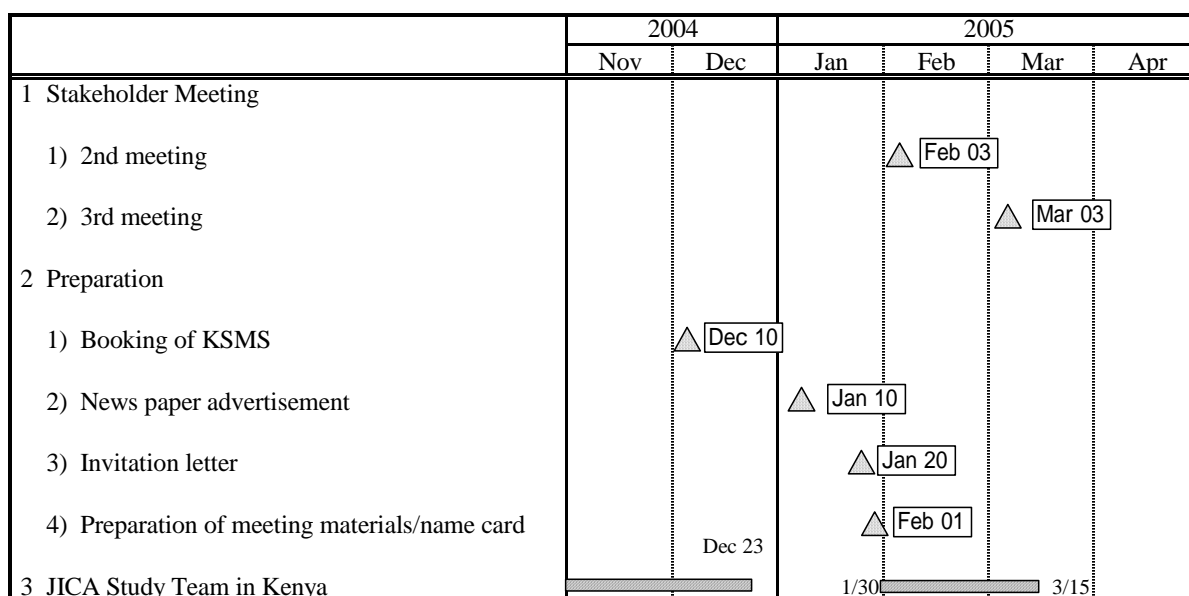 2004 2005
Nov Dec Jan Feb Mar Apr
1 Stakeholder Meeting
1) 2nd meeting Feb 03
2) 3rd meeting Mar 03
2 Preparation
1) Booking of KSMS Dec 10
2) News paper advertisement Jan 10
3) Invitation letter Jan 20
4) Preparation of meeting materials/name card Feb 01
Dec 23
3 JICA Study Team in Kenya 1/30 3/15